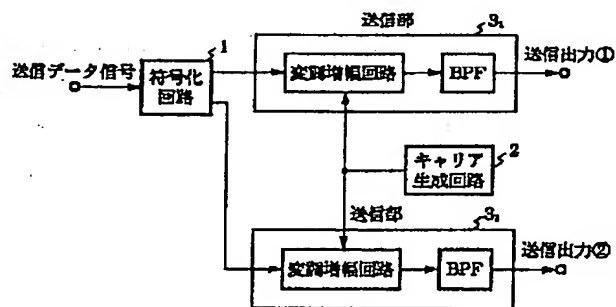 送信部
3₁
1
送信データ信号
符号化
回路
変調増幅回路
BPF
送信出力①
キャリア
生成回路
2
送信部
3₂
変調増幅回路
BPF
送信出力②